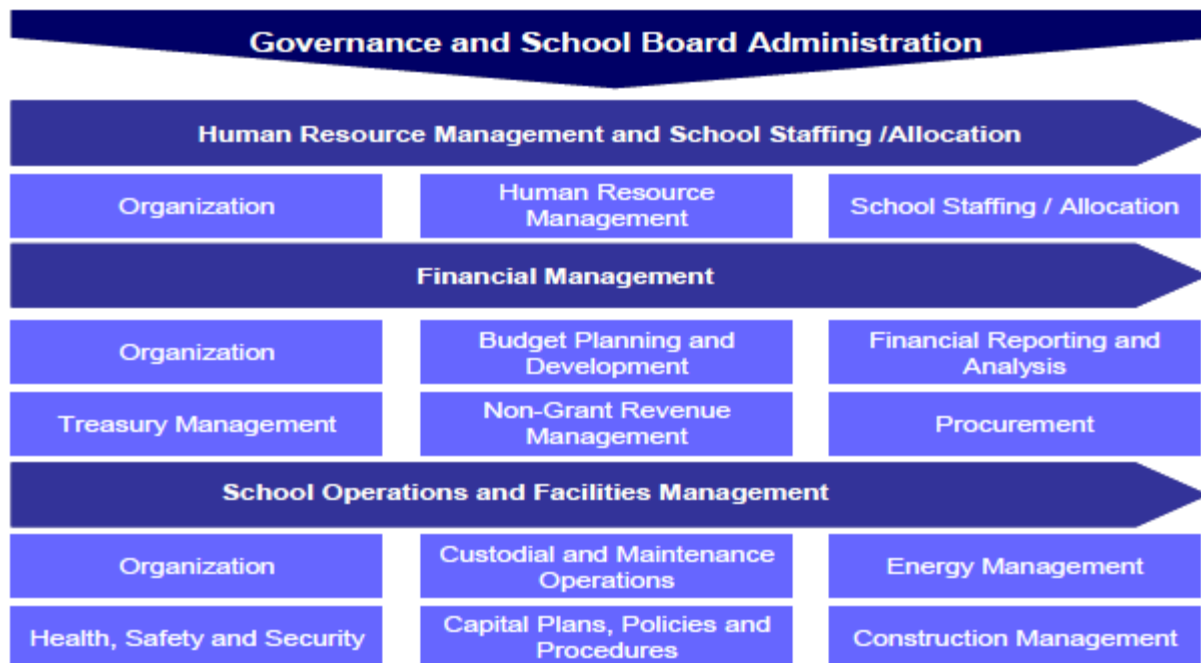 Governance and School Board Administration
Human Resource Management and School Staffing /Allocation
Organization
Human Resource
Management
School Staffing / Allocation
Financial Management
Organization
Budget Planning and
Development
Financial Reporting and
Analysis
Treasury Management
Non-Grant Revenue
Management
Procurement
School Operations and Facilities Management
Organization
Custodial and Maintenance
Operations
Energy Management
Health, Safety and Security
Capital Plans, Policies and
Procedures
Construction Management